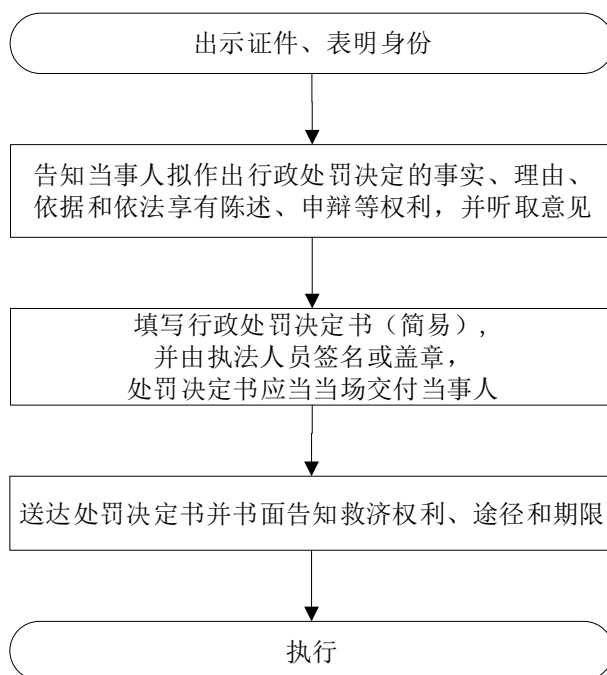 出示证件、表明身份
告知当事人拟作出行政处罚决定的事实、理由、
依据和依法享有陈述、申辩等权利，并听取意见
填写行政处罚决定书（简易），
并由执法人员签名或盖章，
处罚决定书应当当场交付当事人
送达处罚决定书并书面告知救济权利、途径和期限
执行